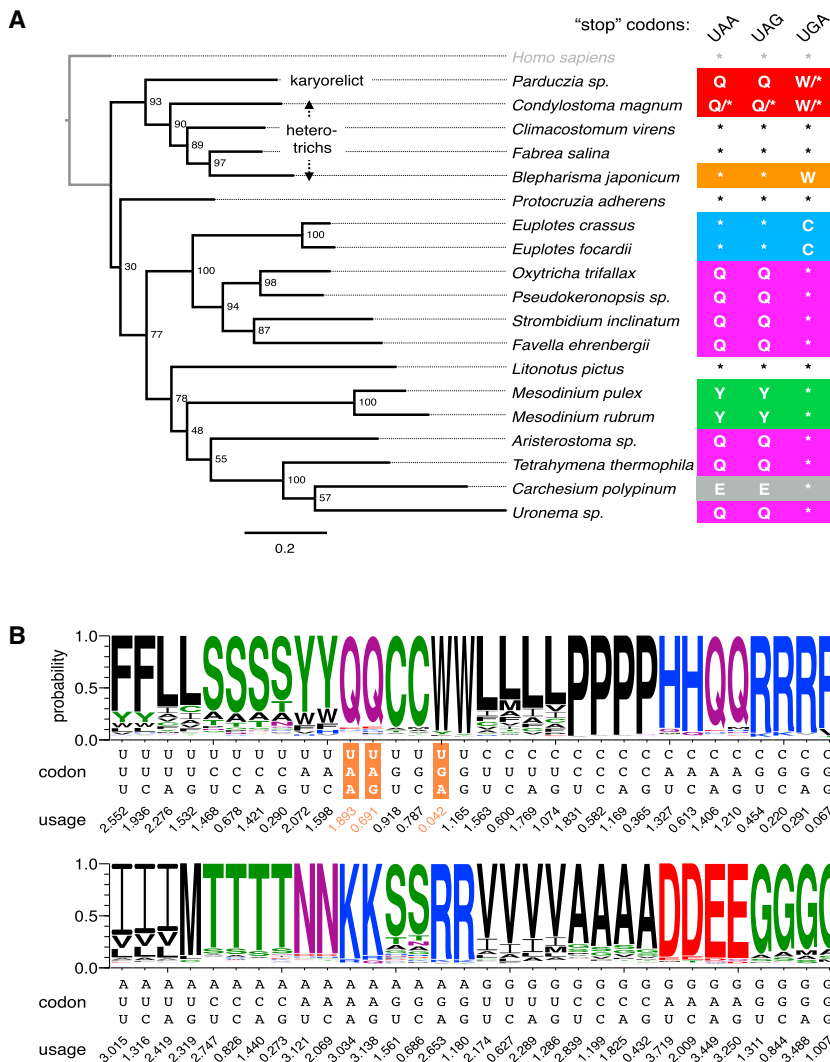 A
"stop" codons: UAA UAG UGA
Homo sapiens * * *
karyorelict Parduczia sp. Q Q W/*
93
Condylostoma magnum Q/* Q/* W/*
90
hetero-
trichs
Climacostomum virens * * *
89
Fabrea salina * * *
97
Blepharisma japonicum * * W
Protocruzia adherens * * *
Euplotes crassus * * C
100
Euplotes focardii * * C
30
100
Oxytricha trifallax Q Q *
98
Pseudokeronopsis sp. Q Q *
94
Strombidium inclinatum Q Q *
87
77
Favella ehrenbergii Q Q *
Litonotus pictus * * *
Mesodinium pulex Y Y *
78
100
Mesodinium rubrum Y Y *
48
Aristerostoma sp. Q Q *
55
Tetrahymena thermophila Q Q *
100
Carchesium polypinum E E *
57
Uronema sp. Q Q *
0.2
B
probability
1.0
0.5
0.0
F F L L S S S S Y Y Q Q C C W W L L L L P P P P H H Q Q R R R R
U U U U U U U U U U U U U U U U C C C C C C C C C C C C C C C C
codon U U U U C C C C A A A A G G G G U U U U C C C C A A A A G G G G
U C A G U C A G U C A G U C A G U C A G U C A G U C A G U C A G
usage 2.552 1.936 2.276 1.532 1.468 0.678 1.421 0.290 2.072 1.598 1.893 0.691 0.918 0.787 0.042 1.165 1.563 0.600 1.769 1.074 1.831 0.582 1.169 0.365 1.327 0.613 1.406 1.210 0.454 0.220 0.291 0.067
1.0
0.5
0.0
I I I M T T T T N N K K S S R R V V V V A A A A D D E E G G G G
A A A A A A A A A A A A A A A A G G G G G G G G G G G G G G G G
codon U U U U C C C C A A A A G G G G U U U U C C C C A A A A G G G G
U C A G U C A G U C A G U C A G U C A G U C A G U C A G U C A G
usage 3.015 1.316 2.419 2.319 2.747 0.826 1.440 0.273 3.121 2.069 3.034 3.138 1.561 0.686 2.653 1.180 2.174 0.627 2.289 1.286 2.839 1.199 1.825 0.432 2.009 3.449 3.250 1.844 1.007